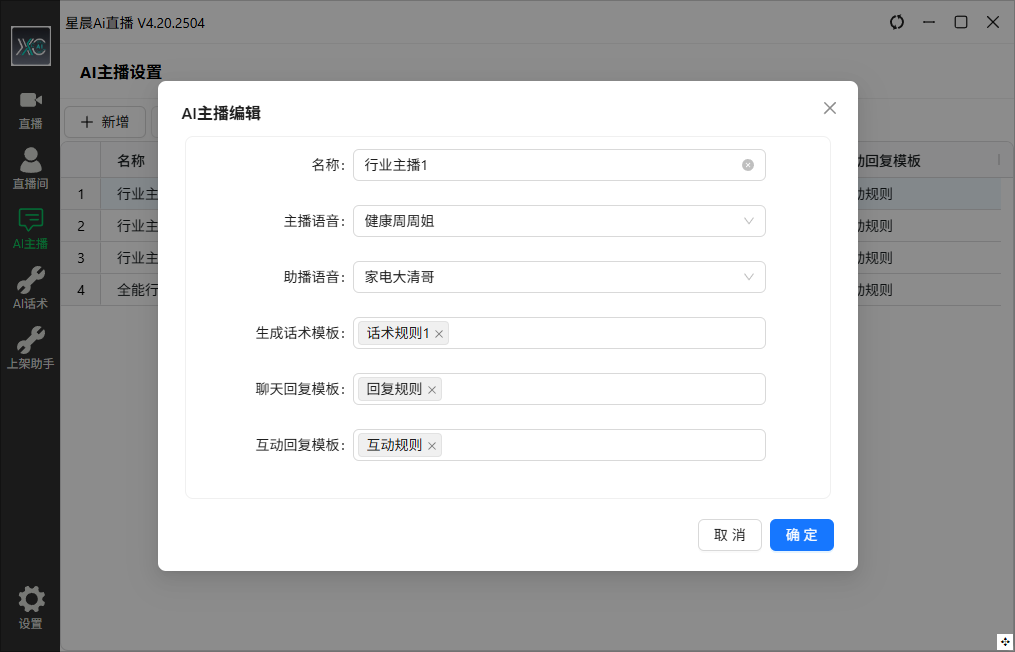 星晨Ai直播 V4.20.2504
XC AI
直播
直播间
AI主播
AI话术
上架助手
设置
AI主播设置
新增
名称
动回复模板
1 行业主 动规则
2 行业主 动规则
3 行业主 动规则
4 全能行 动规则
AI主播编辑
名称: 行业主播1
主播语音: 健康周周姐
助播语音: 家电大清哥
生成话术模板: 话术规则1
聊天回复模板: 回复规则
互动回复模板: 互动规则
取 消
确 定